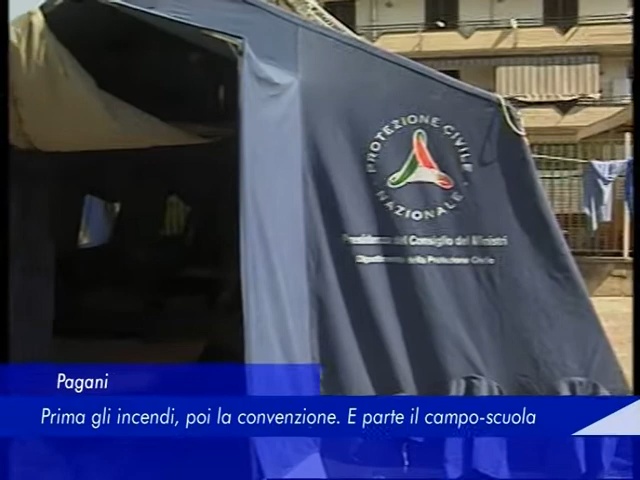 PROTEZIONE CIVILE
NAZIONALE
Presidenza del Consiglio dei Ministri
Dipartimento della Protezione Civile
Pagani
Prima gli incendi, poi la convenzione. E parte il campo-scuola